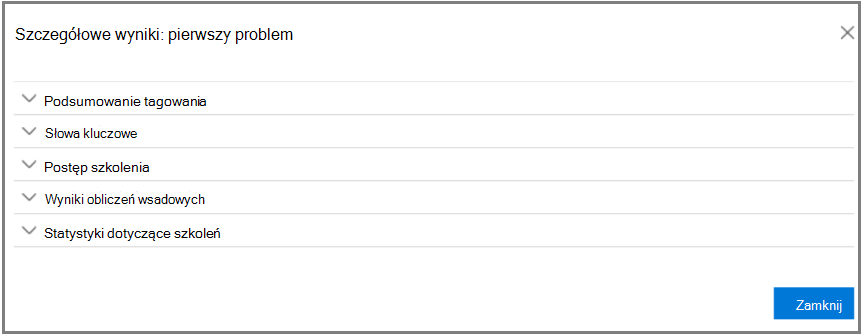 Szczegółowe wyniki: pierwszy problem
Podsumowanie tagowania
Słowa kluczowe
Postęp szkolenia
Wyniki obliczeń wsadowych
Statystyki dotyczące szkoleń
Zamknij